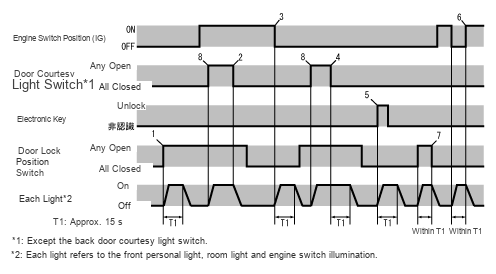 ON
Engine Switch Position (IG)
OFF
3
6
Door Courtesy
Light Switch*1
Any Open
All Closed
8
2
8
4
Electronic Key
Unlock
非認識
5
Door Lock
Position
Switch
Any Open
All Closed
1
7
Each Light*2
On
Off
T1: Approx. 15 s
T1
T1
T1
T1
Within T1
Within T1
*1: Except the back door courtesy light switch.
*2: Each light refers to the front personal light, room light and engine switch illumination.